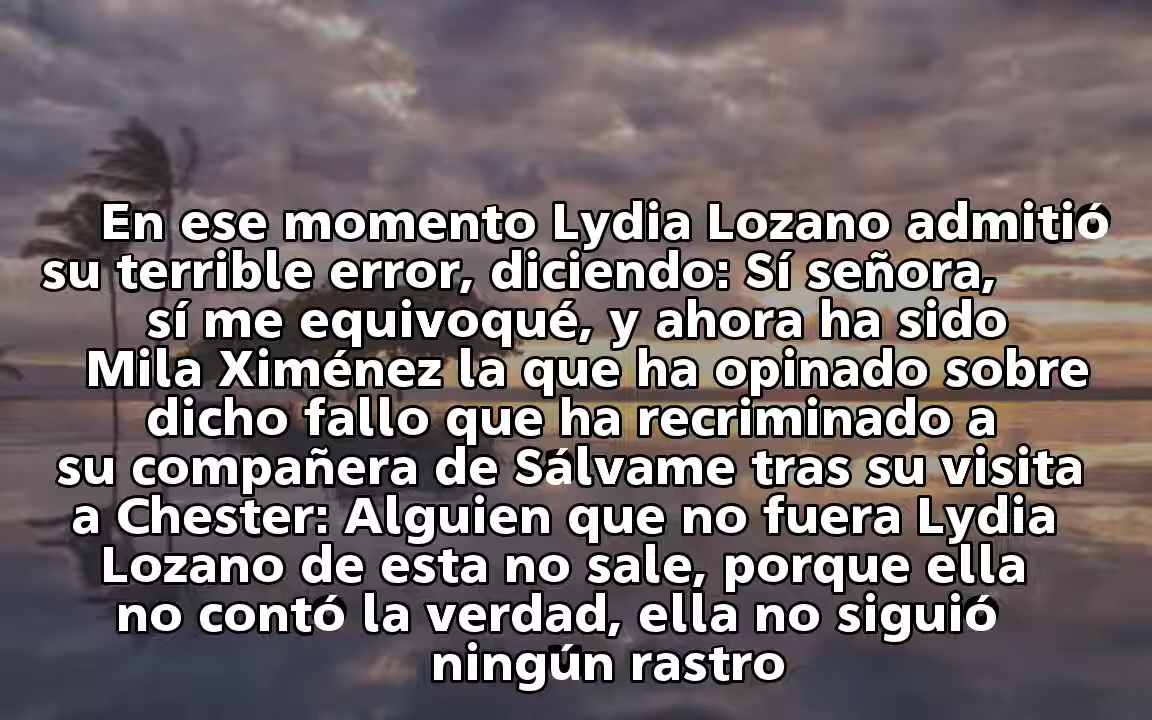 En ese momento Lydia Lozano admitió
su terrible error, diciendo: Sí señora,
sí me equivoqué, y ahora ha sido
Mila Ximénez la que ha opinado sobre
dicho fallo que ha recriminado a
su compañera de Sálvame tras su visita
a Chester: Alguien que no fuera Lydia
Lozano de esta no sale, porque ella
no contó la verdad, ella no siguió
ningún rastro